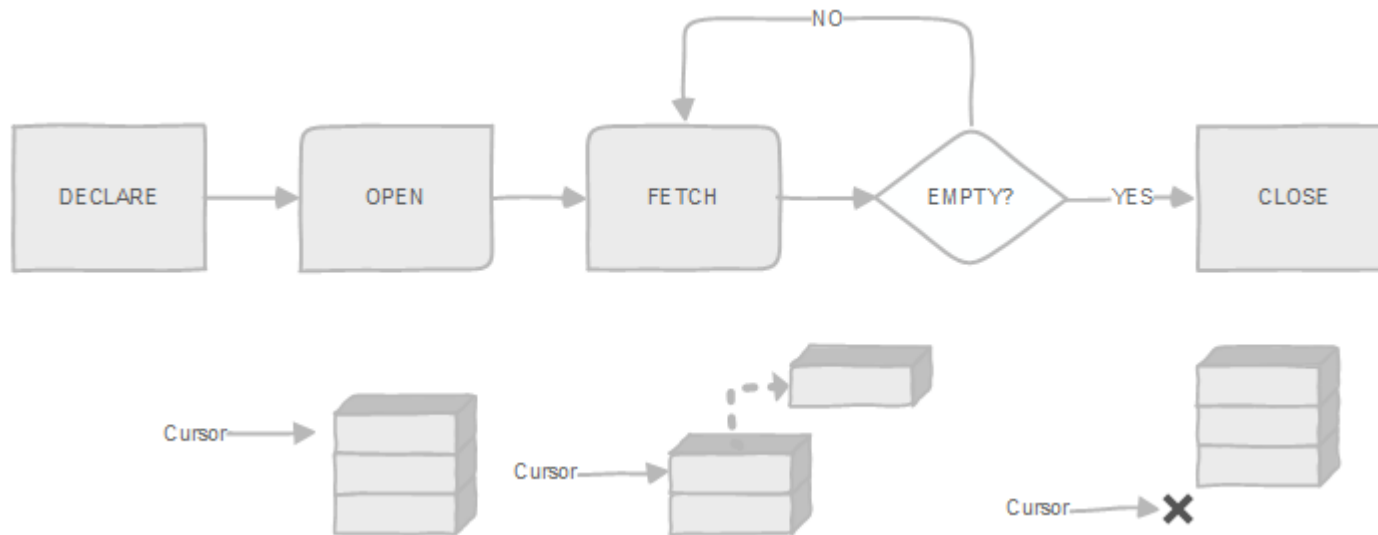 NO
DECLARE
OPEN
FETCH
EMPTY?
YES
CLOSE
Cursor
Cursor
Cursor